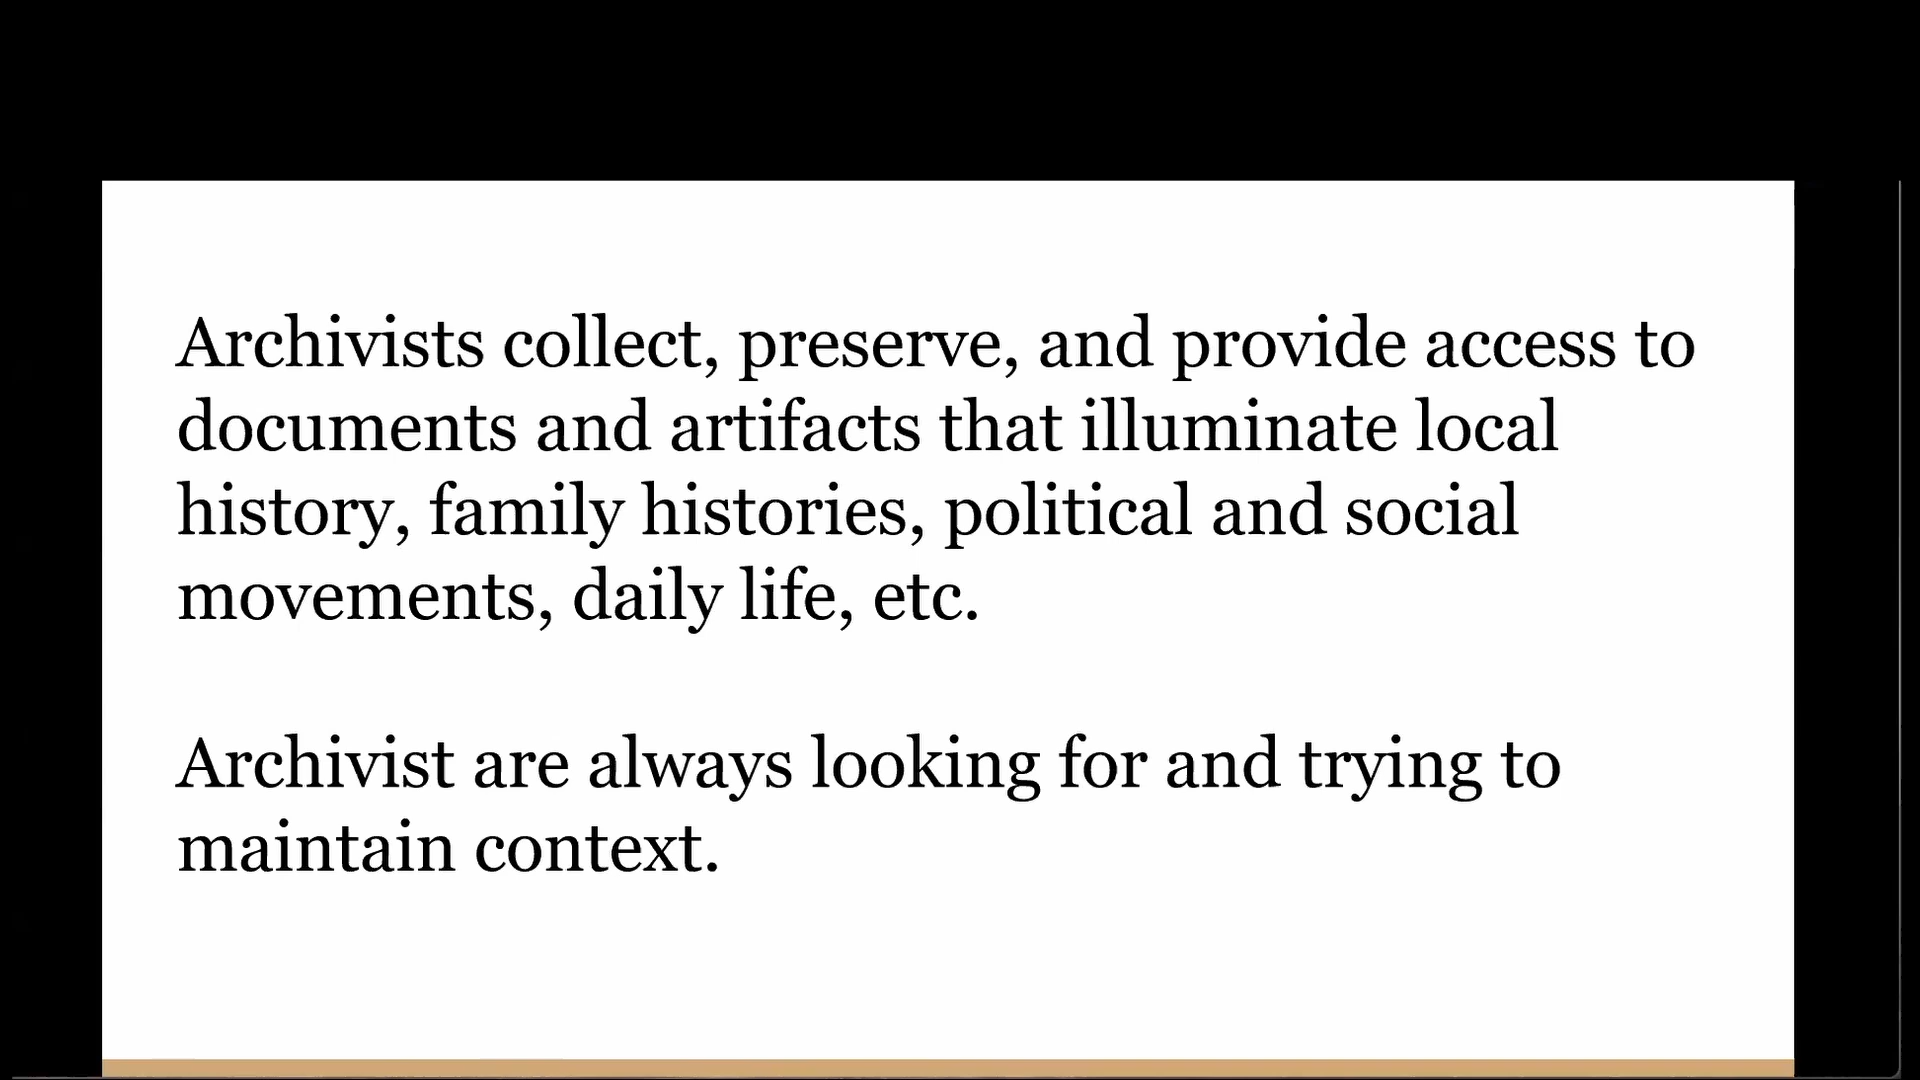 Archivists collect, preserve, and provide access to
documents and artifacts that illuminate local
history, family histories, political and social
movements, daily life, etc.
Archivist are always looking for and trying to
maintain context.